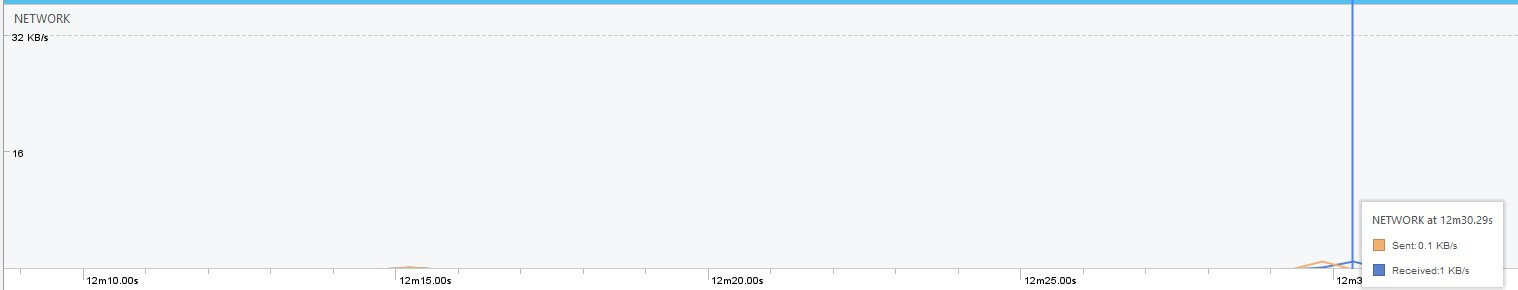 NETWORK
32 KB/s
16
NETWORK at 12m30.29s
Sent:0.1 KB/s
Received:1 KB/s
12m10.00s 12m15.00s 12m20.00s 12m25.00s 12m3